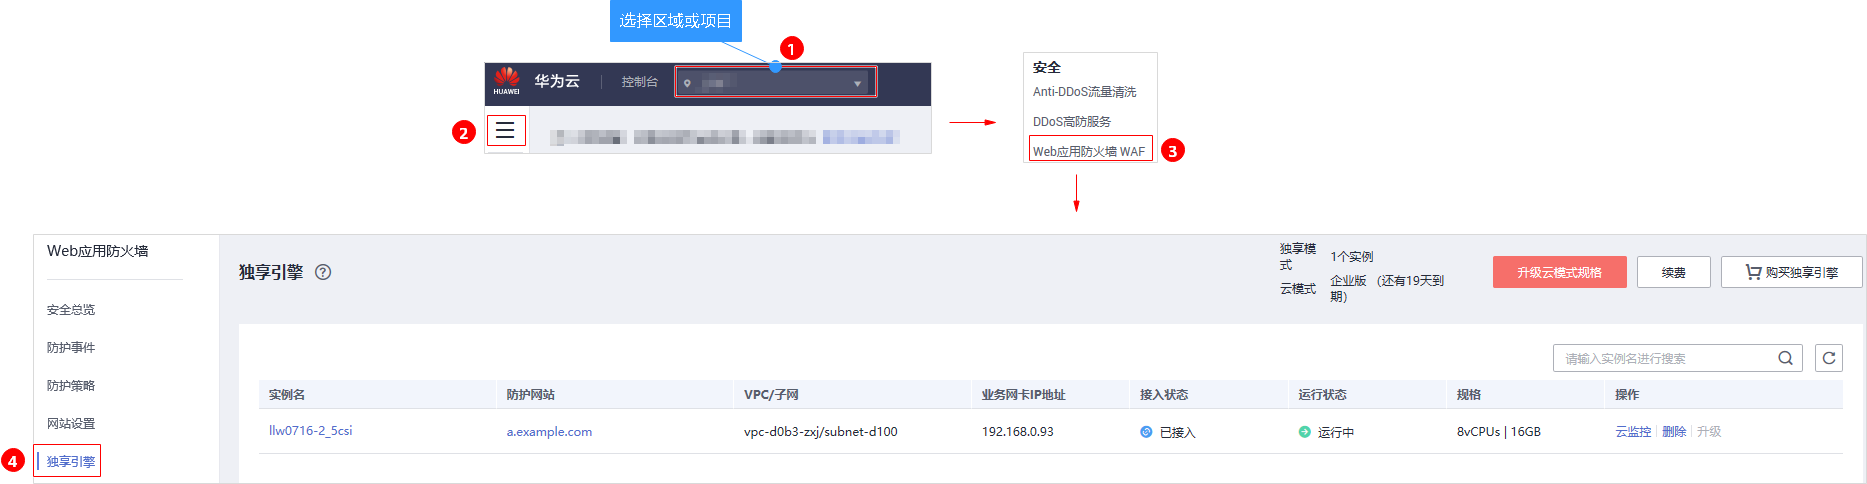 选择区域或项目
1
HUAWEI
华为云
控制台
2
安全
Anti-DDoS流量清洗
DDoS高防服务
Web应用防火墙 WAF
3
Web应用防火墙
安全总览
防护事件
防护策略
网站设置
4
独享引擎
独享引擎
?
独享模式
1个实例
云模式
企业版 （还有19天到期）
升级云模式规格
续费
购买独享引擎
请输入实例名进行搜索
实例名 防护网站 VPC/子网 业务网卡IP地址 接入状态 运行状态 规格 操作
llw0716-2_5csi a.example.com vpc-d0b3-zxj/subnet-d100 192.168.0.93 已接入 运行中 8vCPUs | 16GB 云监控 | 删除 | 升级